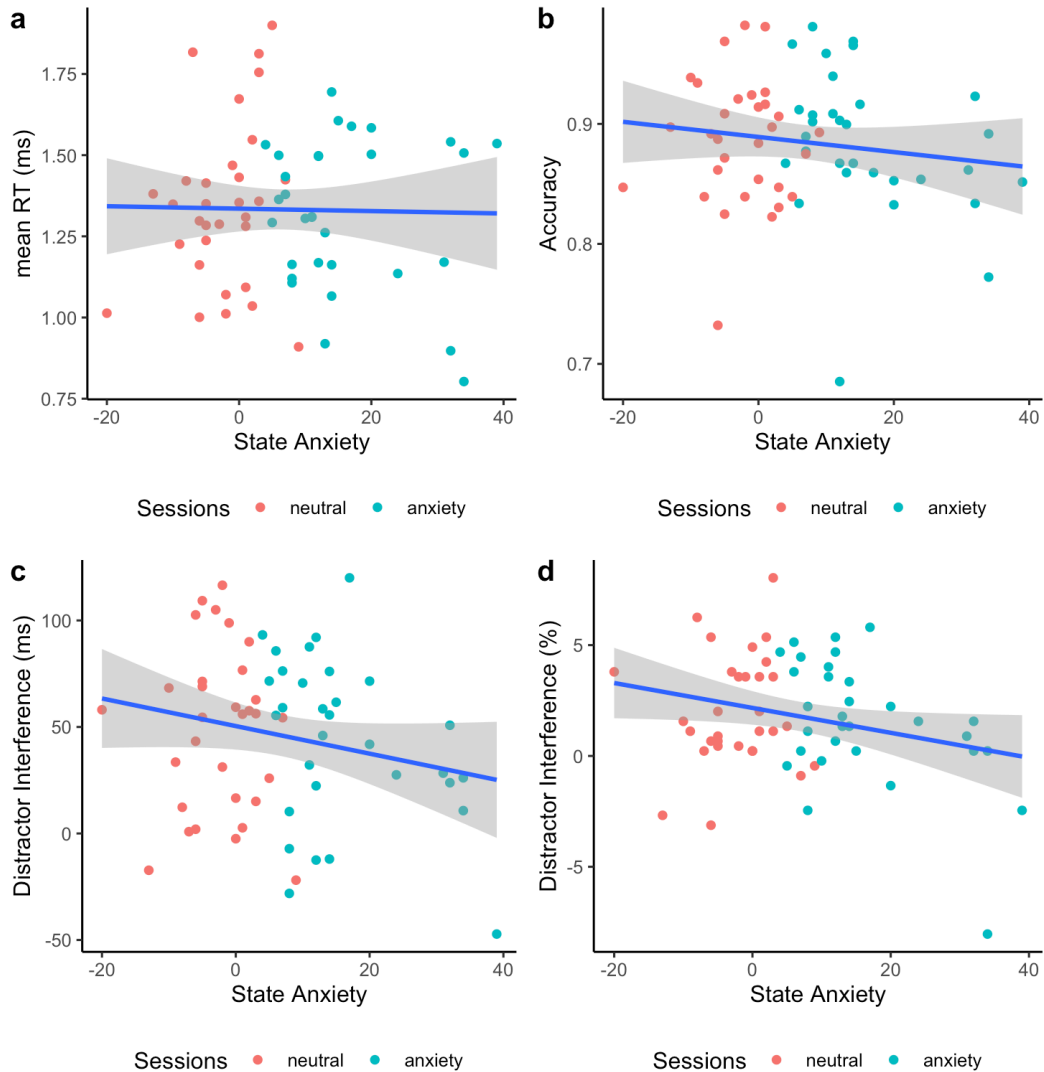 a
mean RT (ms)
1.75
1.50
1.25
1.00
0.75
-20 0 20 40
State Anxiety
Sessions neutral anxiety
b
Accuracy
0.9
0.8
0.7
-20 0 20 40
State Anxiety
Sessions neutral anxiety
c
Distractor Interference (ms)
100
50
0
-50
-20 0 20 40
State Anxiety
Sessions neutral anxiety
d
Distractor Interference (%)
5
0
-5
-20 0 20 40
State Anxiety
Sessions neutral anxiety